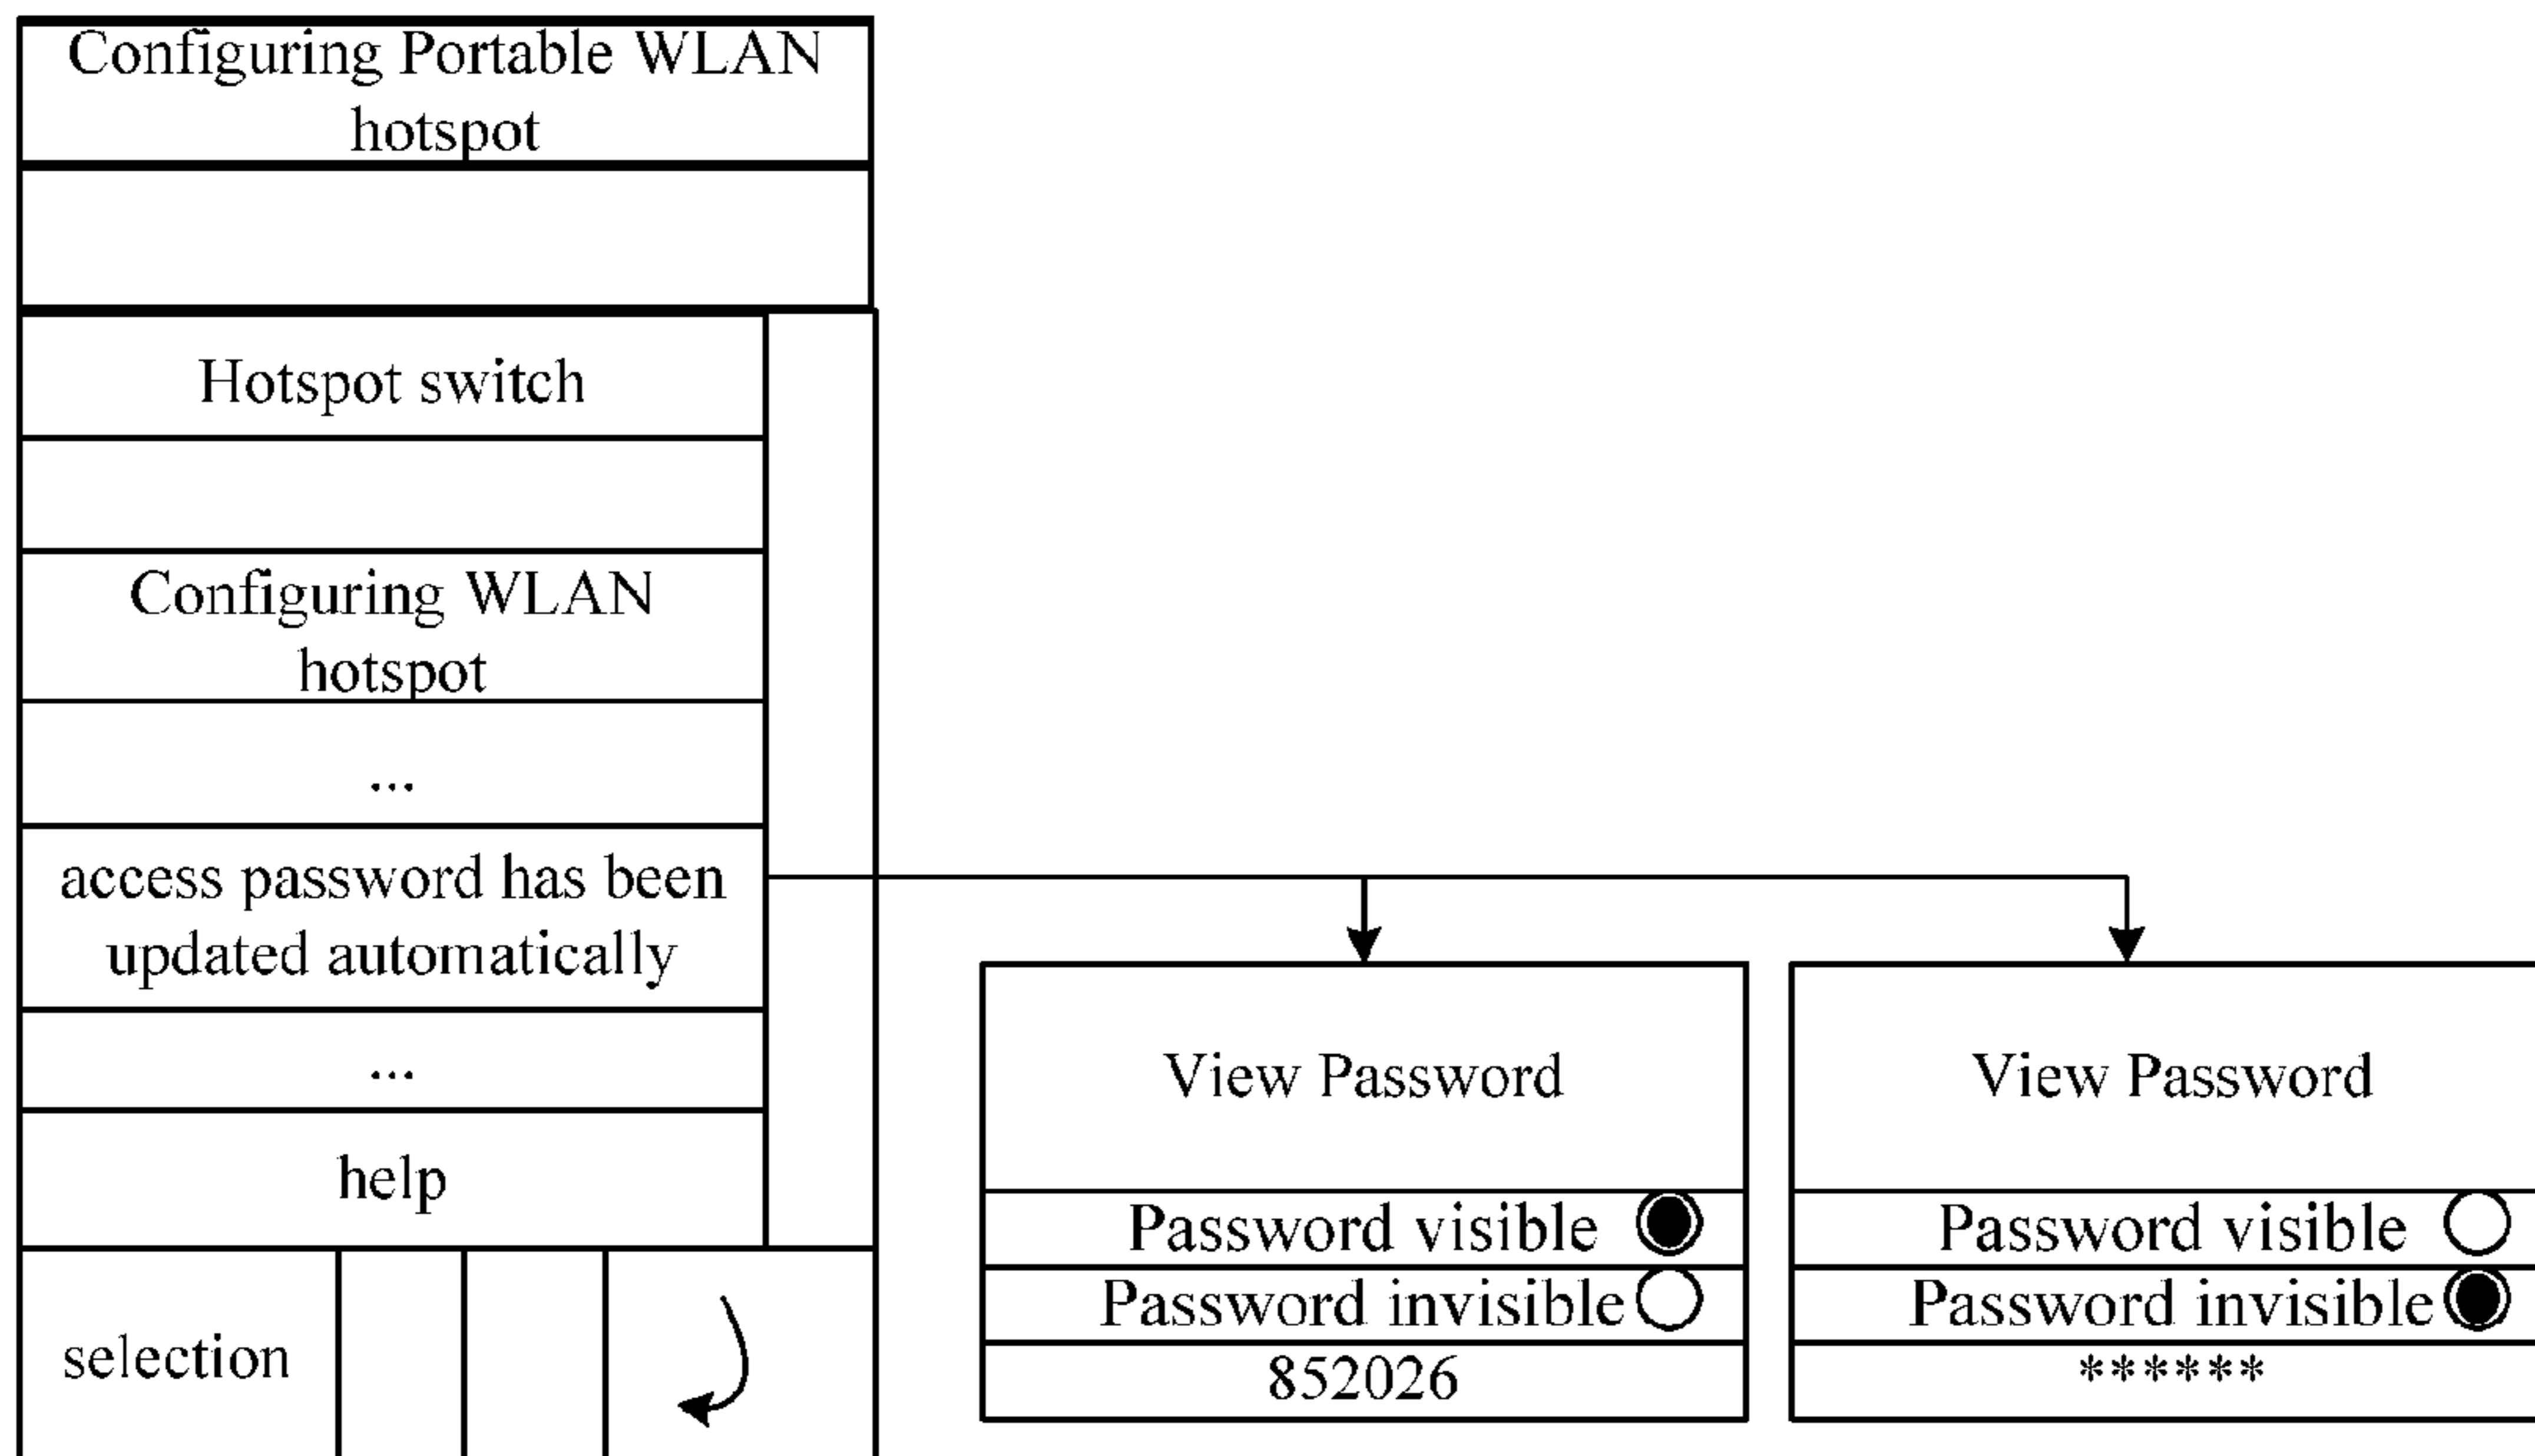 Configuring Portable WLAN
hotspot
Hotspot switch
Configuring WLAN
hotspot
...
access password has been
updated automatically
...
help
selection
View Password
Password visible
Password invisible
852026
View Password
Password visible
Password invisible
******